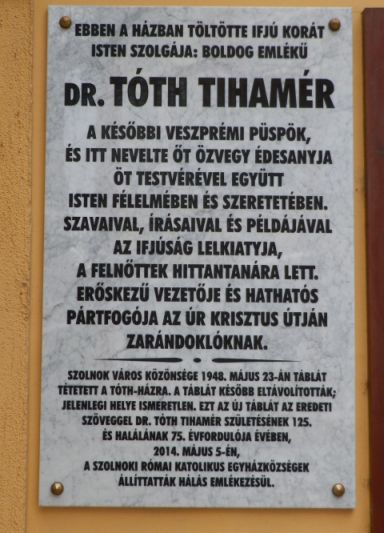 EBBEN A HÁZBAN TÖLTÖTTE IFJÚ KORÁT
ISTEN SZOLGÁJA: BOLDOG EMLÉKŰ
DR. TÓTH TIHAMÉR
A KÉSŐBBI VESZPRÉMI PÜSPÖK,
ÉS ITT NEVELTE ŐT ÖZVEGY ÉDESANYJA
ÖT TESTVÉRÉVEL EGYÜTT
ISTEN FÉLELMÉBEN ÉS SZERETETÉBEN.
SZAVAIVAL, ÍRÁSAIVAL ÉS PÉLDÁJÁVAL
AZ IFJÚSÁG LELKIATYJA,
A FELNŐTTEK HITTANTANÁRA LETT.
ERŐSKEZŰ VEZETŐJE ÉS HATHATÓS
PÁRTFOGÓJA AZ ÚR KRISZTUS ÚTJÁN
ZARÁNDOKLÓKNAK.
SZOLNOK VÁROS KÖZÖNSÉGE 1948. MÁJUS 23-ÁN TÁBLÁT
TÉTETETT A TÓTH-HÁZRA. A TÁBLÁT KÉSŐBB ELTÁVOLÍTOTTÁK;
JELENLEGI HELYE ISMERETLEN. EZT AZ ÚJ TÁBLÁT AZ EREDETI
SZÖVEGGEL DR. TÓTH TIHAMÉR SZÜLETÉSÉNEK 125.
ÉS HALÁLÁNAK 75. ÉVFORDULÓJA ÉVÉBEN,
2014. MÁJUS 5-ÉN,
A SZOLNOKI RÓMAI KATOLIKUS EGYHÁZKÖZSÉGEK
ÁLLÍTTATTÁK HÁLÁS EMLÉKEZÉSÜL.